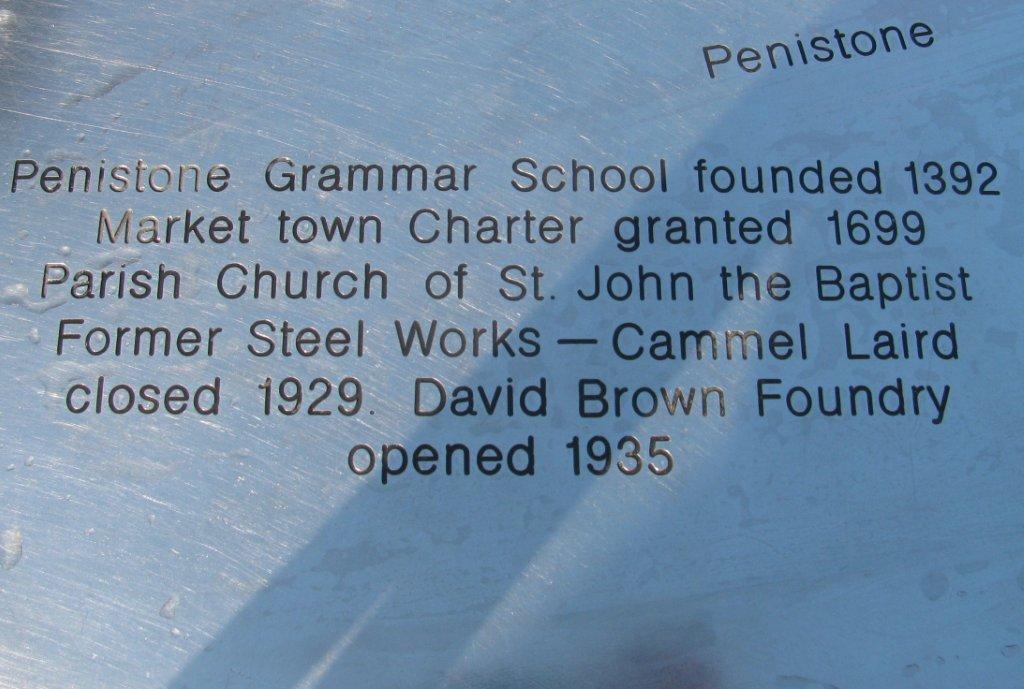 Penistone
Penistone Grammar School founded 1392
Market town Charter granted 1699
Parish Church of St. John the Baptist
Former Steel Works — Cammel Laird
closed 1929. David Brown Foundry
opened 1935